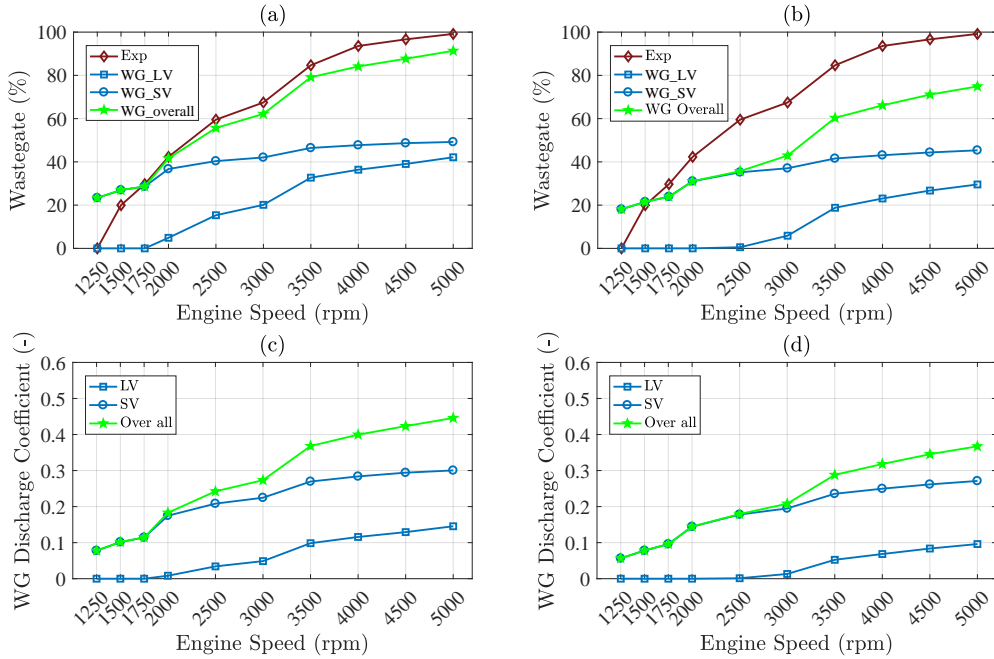 (a)
Wastegate (%)
100
80
60
40
20
0
Exp
WG_LV
WG_SV
WG_overall
1250
1500
1750
2000
2500
3000
3500
4000
4500
5000
Engine Speed (rpm)
(b)
Wastegate (%)
100
80
60
40
20
0
Exp
WG_LV
WG_SV
WG Overall
1250
1500
1750
2000
2500
3000
3500
4000
4500
5000
Engine Speed (rpm)
(c)
WG Discharge Coefficient (-)
0.6
0.5
0.4
0.3
0.2
0.1
0
LV
SV
Over all
1250
1500
1750
2000
2500
3000
3500
4000
4500
5000
Engine Speed (rpm)
(d)
WG Discharge Coefficient (-)
0.6
0.5
0.4
0.3
0.2
0.1
0
LV
SV
Over all
1250
1500
1750
2000
2500
3000
3500
4000
4500
5000
Engine Speed (rpm)